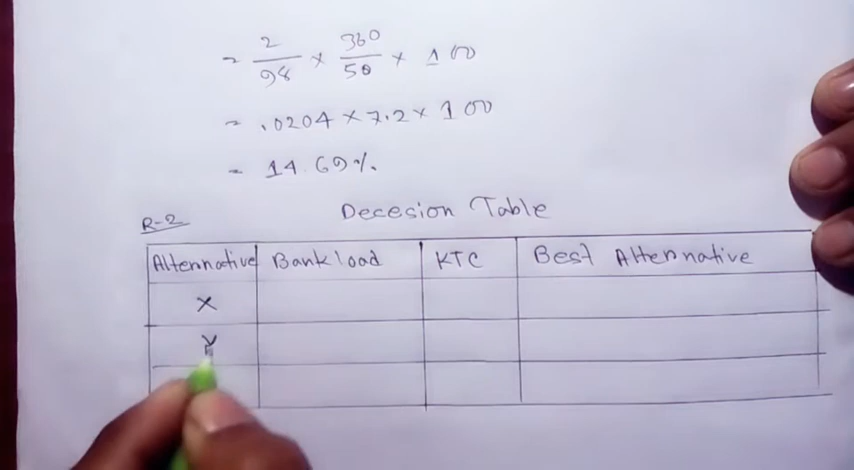 = 2/98 × 360/50 × 100
= .0204 × 7.2 × 100
= 14.69%
R-2 Decesion Table
Alternative Bank load KTC Best Alternative
X
Y